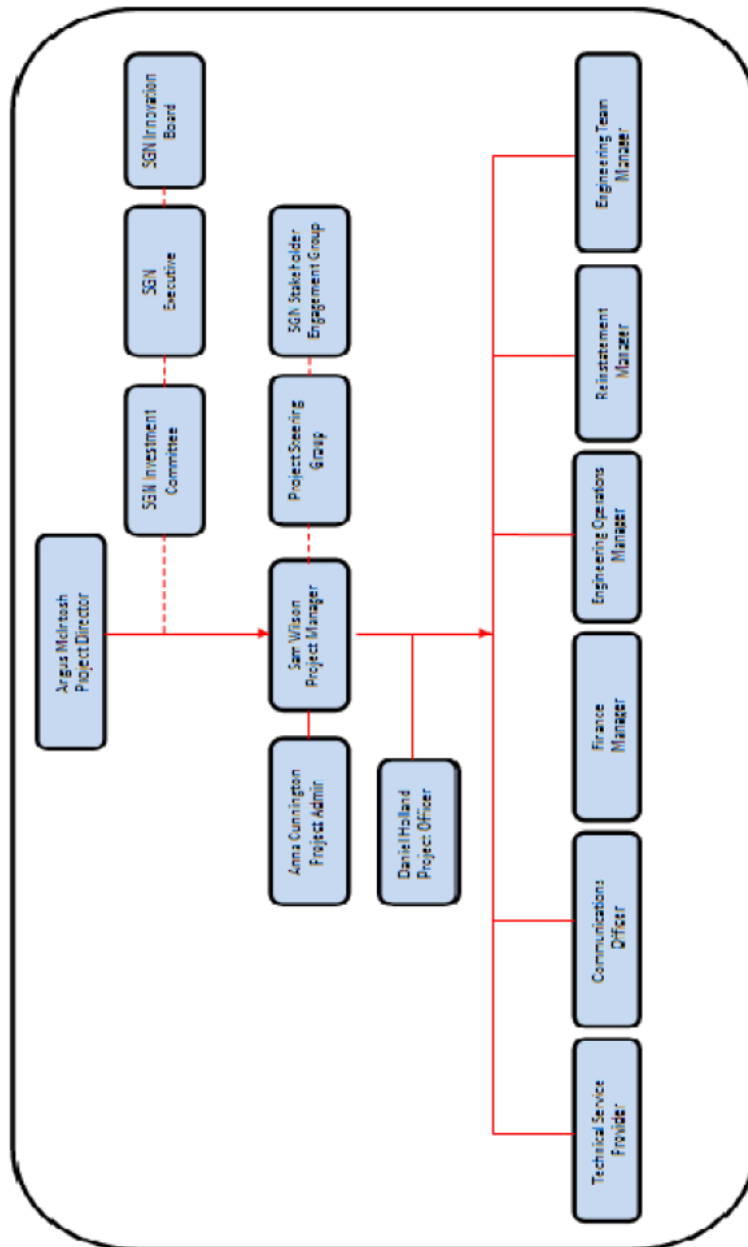 Angus McIntosh
Project Director
SGN Investment
Committee
SGN
Executive
SGN Innovation
Board
Anna Cunnington
Project Admin
Sam Wilson
Project Manager
Project Steering
Group
SGN Stakeholder
Engagement Group
Daniel Holland
Project Officer
Technical Service
Provider
Communications
Officer
Finance
Manager
Engineering Operations
Manager
Reinstatement
Manager
Engineering Team
Manager